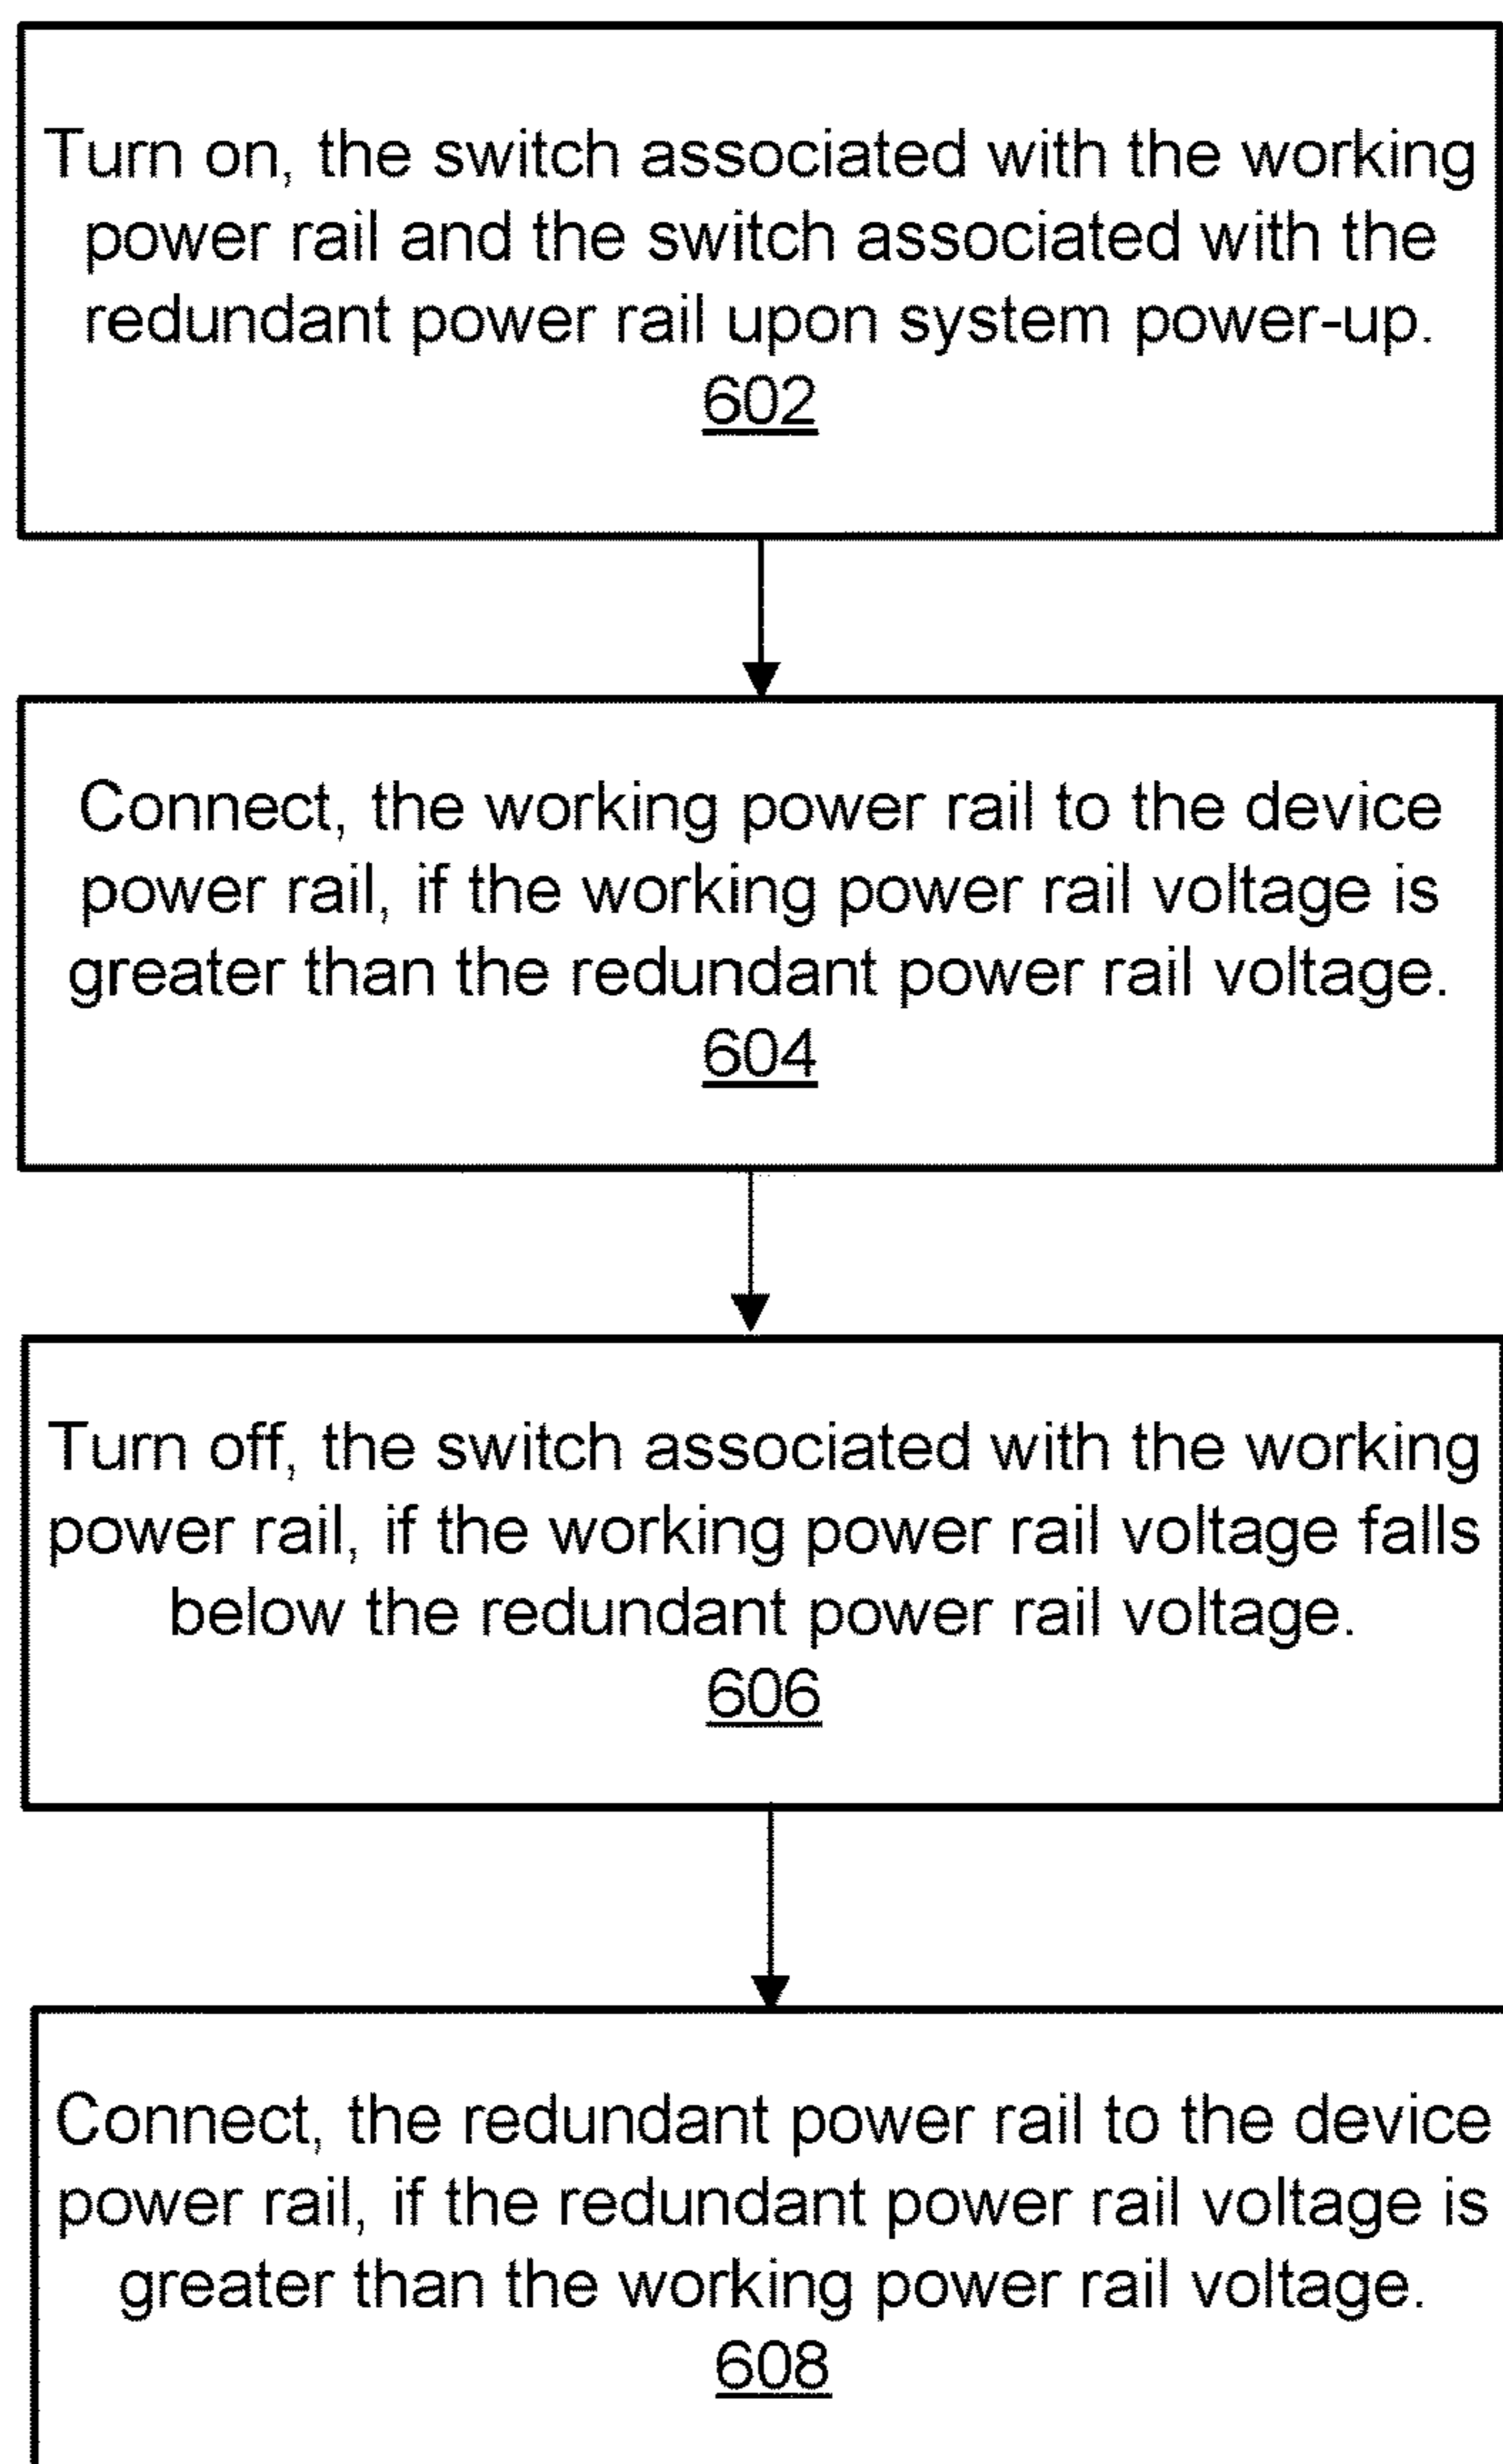 Turn on, the switch associated with the working
power rail and the switch associated with the
redundant power rail upon system power-up.
602
Connect, the working power rail to the device
power rail, if the working power rail voltage is
greater than the redundant power rail voltage.
604
Turn off, the switch associated with the working
power rail, if the working power rail voltage falls
below the redundant power rail voltage.
606
Connect, the redundant power rail to the device
power rail, if the redundant power rail voltage is
greater than the working power rail voltage.
608